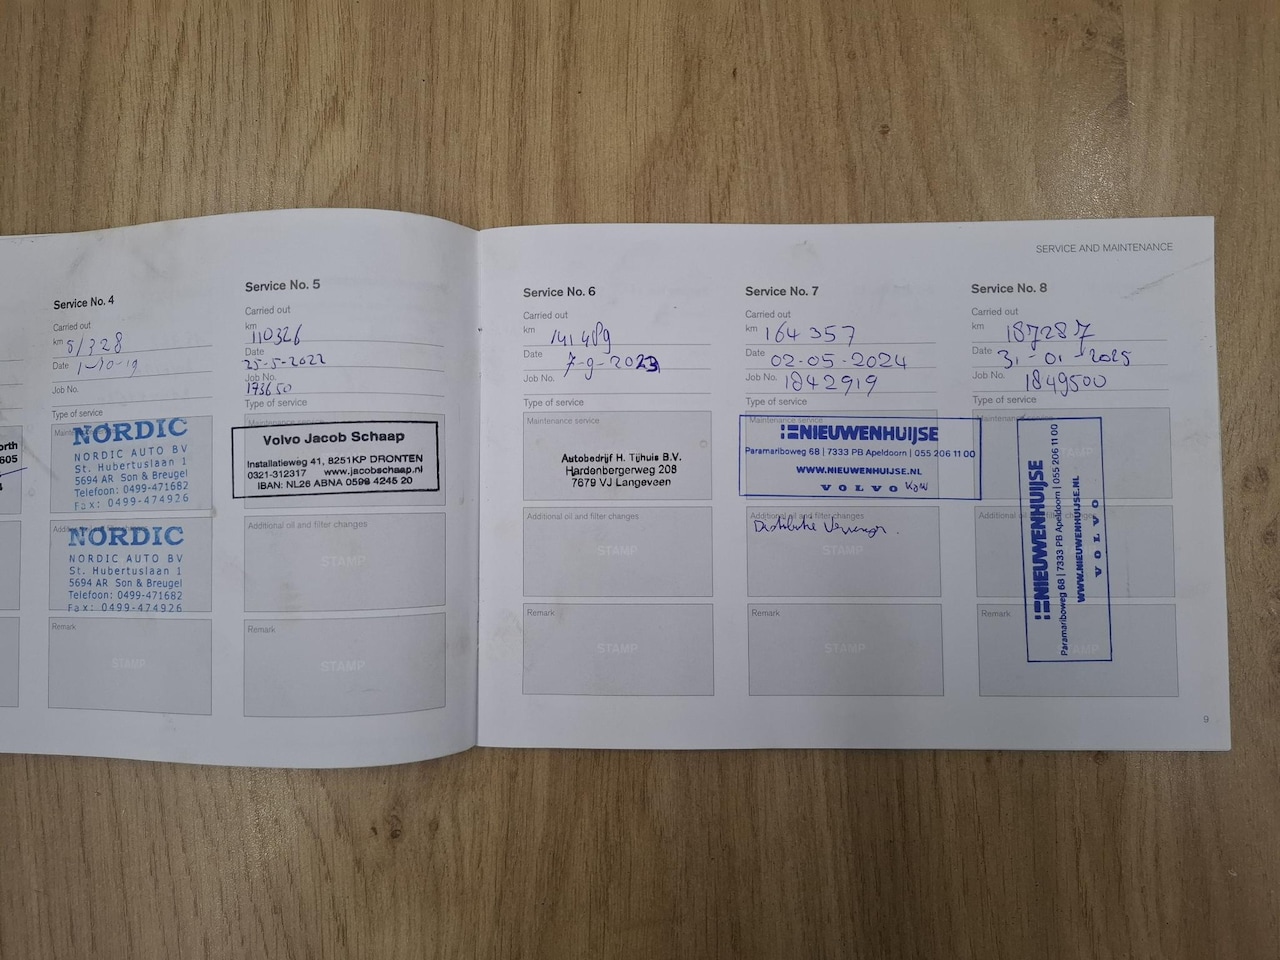 SERVICE AND MAINTENANCE
orth
605
Service No. 4
Carried out
km 81328
Date 1-10-19
Job No.
Type of service
NORDIC
NORDIC AUTO BV
St. Hubertuslaan 1
5694 AR Son & Breugel
Telefoon: 0499-471682
Fax: 0499-474926
NORDIC
NORDIC AUTO BV
St. Hubertuslaan 1
5694 AR Son & Breugel
Telefoon: 0499-471682
Fax: 0499-474926
Remark
STAMP
Service No. 5
Carried out
km
110326
Date
25-5-2022
Job No.
193650
Type of service
Maintenance service
Volvo Jacob Schaap
Installatieweg 41, 8251KP DRONTEN
0321-312317 www.jacobschaap.nl
IBAN: NL26 ABNA 0598 4245 20
Additional oil and filter changes
STAMP
Remark
STAMP
Service No. 6
Carried out
km 141489
Date 7-9-2023
Job No.
Type of service
Maintenance service
Autobedrijf H. Tijhuis B.V.
Hardenbergerweg 208
7679 VJ Langeveen
Additional oil and filter changes
STAMP
Remark
STAMP
Service No. 7
Carried out
km 164357
Date 02-05-2024
Job No. 1842919
Type of service
Maintenance service
NIEUWENHUIJSE
Paramariboweg 68 | 7333 PB Apeldoorn | 055 206 11 00
WWW.NIEUWENHUIJSE.NL
VOLVO
Additional oil and filter changes
Distributie
STAMP
Remark
STAMP
Service No. 8
Carried out
km 187287
Date 31-01-2025
Job No. 1849500
Type of service
Maintenance service
NIEUWENHUIJSE
Paramariboweg 68 | 7333 PB Apeldoorn | 055 206 11 00
WWW.NIEUWENHUIJSE.NL
VOLVO
Remark
9